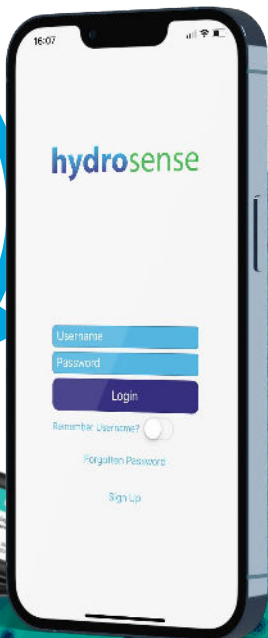 16:07
hydrosense
Username
Password
Login
Remember Username?
Forgotten Password
Sign Up